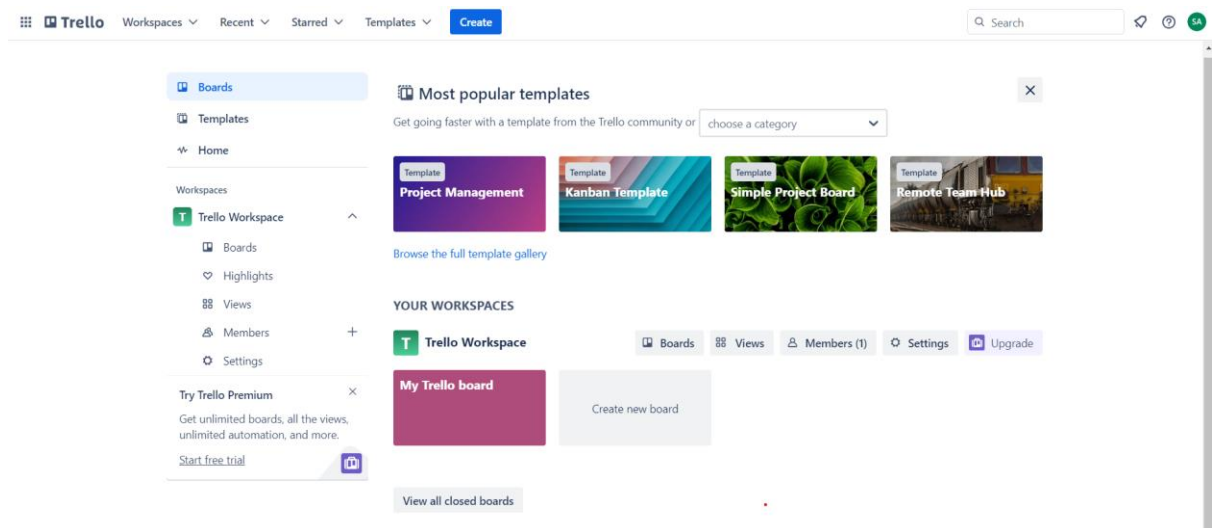 Trello
Workspaces
Recent
Starred
Templates
Create
Search
SA
Boards
Templates
Home
Workspaces
T Trello Workspace
Boards
Highlights
Views
Members
Settings
Try Trello Premium
Get unlimited boards, all the views,
unlimited automation, and more.
Start free trial
Most popular templates
Get going faster with a template from the Trello community or choose a category
Template
Project Management
Template
Kanban Template
Template
Simple Project Board
Template
Remote Team Hub
Browse the full template gallery
YOUR WORKSPACES
T Trello Workspace
Boards
Views
Members (1)
Settings
Upgrade
My Trello board
Create new board
View all closed boards